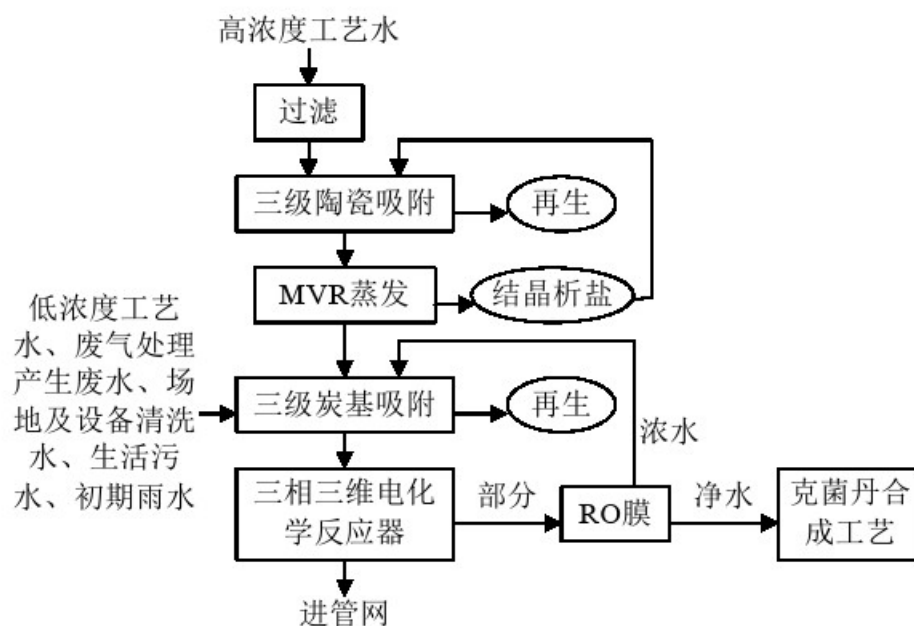 高浓度工艺水
过滤
三级陶瓷吸附
再生
MVR蒸发
结晶析盐
低浓度工艺
水、废气处理
产生废水、场
地及设备清洗
水、生活污
水、初期雨水
三级炭基吸附
再生
浓水
三相三维电化
学反应器
部分
RO膜
净水
克菌丹合
成工艺
进管网